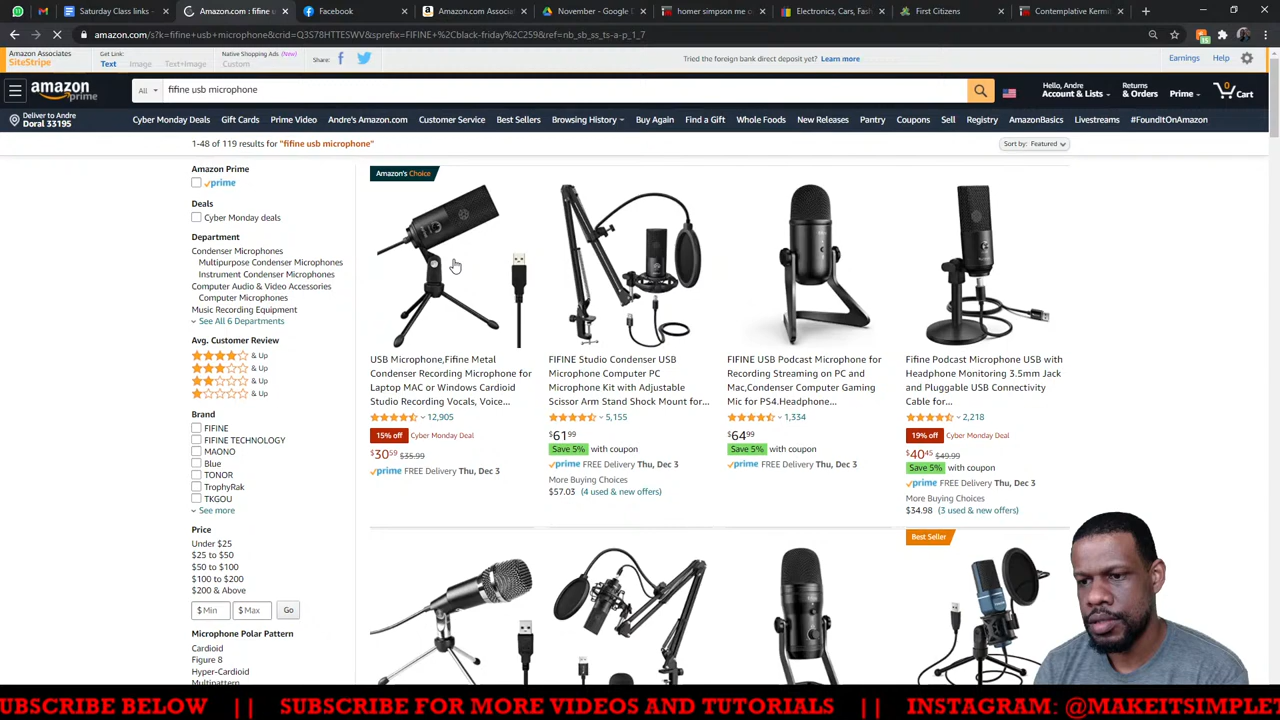 Saturday Class links -
Amazon.com : fifine u
Facebook
Amazon.com Associa
November - Google D
homer simpson me o
Electronics, Cars, Fash
First Citizens
Contemplative Kermi
amazon.com/s?k=fifine+usb+microphone&crid=Q3S78HTTESWV&sprefix=FIFINE+%2Cblack-friday%2C259&ref=nb_sb_ss_ts-a-p_1_7
Amazon Associates
SiteStripe
Get Link:
Text
Image
Text+Image
Native Shopping Ads (New)
Custom
Share:
Tried the foreign bank direct deposit yet? Learn more
Earnings
Help
amazon prime
All
fifine usb microphone
Hello, Andre
Account & Lists
Returns
& Orders
Prime
0
Cart
Deliver to Andre
Doral 33195
Cyber Monday Deals
Gift Cards
Prime Video
Andre's Amazon.com
Customer Service
Best Sellers
Browsing History
Buy Again
Find a Gift
Whole Foods
New Releases
Pantry
Coupons
Sell
Registry
AmazonBasics
Livestreams
#FoundItOnAmazon
1-48 of 119 results for "fifine usb microphone"
Sort by: Featured
Amazon Prime
prime
Deals
Cyber Monday deals
Department
Condenser Microphones
Multipurpose Condenser Microphones
Instrument Condenser Microphones
Computer Audio & Video Accessories
Computer Microphones
Music Recording Equipment
See All 6 Departments
Avg. Customer Review
& Up
& Up
& Up
& Up
Brand
FIFINE
FIFINE TECHNOLOGY
MAONO
Blue
TONOR
TrophyRak
TKGOU
See more
Price
Under $25
$25 to $50
$50 to $100
$100 to $200
$200 & Above
$ Min
$ Max
Go
Microphone Polar Pattern
Cardioid
Figure 8
Hyper-Cardioid
Multipattern
Amazon's Choice
USB Microphone,Fifine Metal
Condenser Recording Microphone for
Laptop MAC or Windows Cardioid
Studio Recording Vocals, Voice...
12,905
15% off Cyber Monday Deal
$30⁵⁹ $35.99
prime FREE Delivery Thu, Dec 3
FIFINE Studio Condenser USB
Microphone Computer PC
Microphone Kit with Adjustable
Scissor Arm Stand Shock Mount for...
5,155
$61⁹⁹
Save 5% with coupon
prime FREE Delivery Thu, Dec 3
More Buying Choices
$57.03 (4 used & new offers)
FIFINE USB Podcast Microphone for
Recording Streaming on PC and
Mac,Condenser Computer Gaming
Mic for PS4.Headphone...
1,334
$64⁹⁹
Save 5% with coupon
prime FREE Delivery Thu, Dec 3
Fifine Podcast Microphone USB with
Headphone Monitoring 3.5mm Jack
and Pluggable USB Connectivity
Cable for...
2,218
19% off Cyber Monday Deal
$40⁴⁵ $49.99
Save 5% with coupon
prime FREE Delivery Thu, Dec 3
More Buying Choices
$34.98 (3 used & new offers)
Best Seller
UBSCRIBE BELOW || SUBSCRIBE FOR MORE VIDEOS AND TUTORIALS || INSTAGRAM: @MAKEITSIMPLET